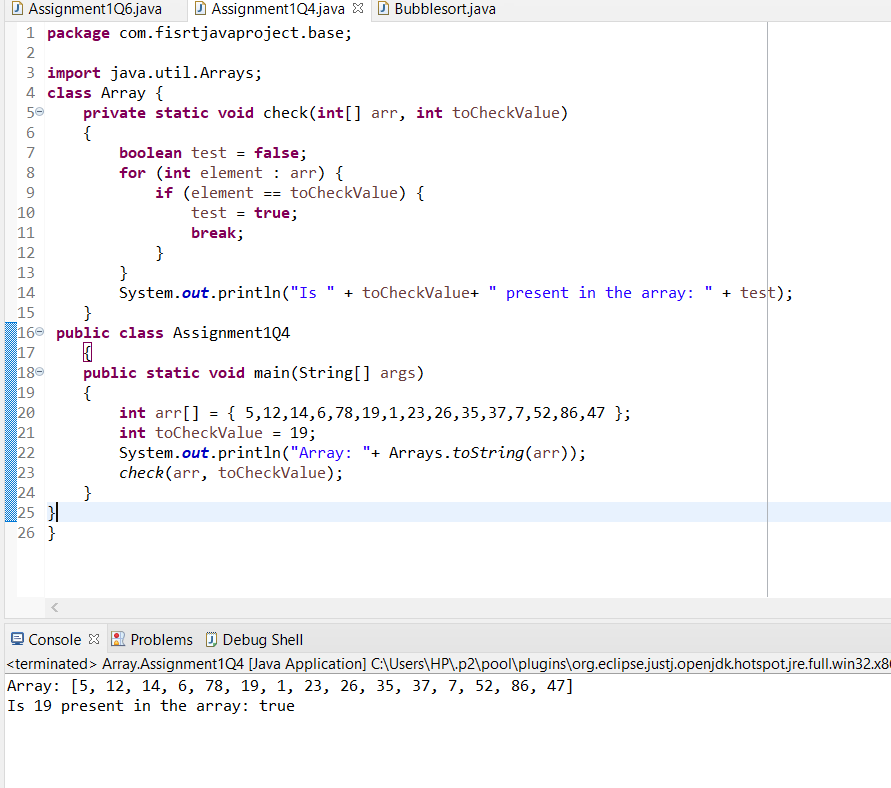 Assignment1Q6.java Assignment1Q4.java Bubblesort.java
1 package com.fisrtjavaproject.base;
2
3 import java.util.Arrays;
4 class Array {
5 private static void check(int[] arr, int toCheckValue)
6 {
7 boolean test = false;
8 for (int element : arr) {
9 if (element == toCheckValue) {
10 test = true;
11 break;
12 }
13 }
14 System.out.println("Is " + toCheckValue+ " present in the array: " + test);
15 }
16 public class Assignment1Q4
17 {
18 public static void main(String[] args)
19 {
20 int arr[] = { 5,12,14,6,78,19,1,23,26,35,37,7,52,86,47 };
21 int toCheckValue = 19;
22 System.out.println("Array: "+ Arrays.toString(arr));
23 check(arr, toCheckValue);
24 }
25 }
26 }
Console Problems Debug Shell
<terminated> Array.Assignment1Q4 [Java Application] C:\Users\HP\.p2\pool\plugins\org.eclipse.justj.openjdk.hotspot.jre.full.win32.x86
Array: [5, 12, 14, 6, 78, 19, 1, 23, 26, 35, 37, 7, 52, 86, 47]
Is 19 present in the array: true